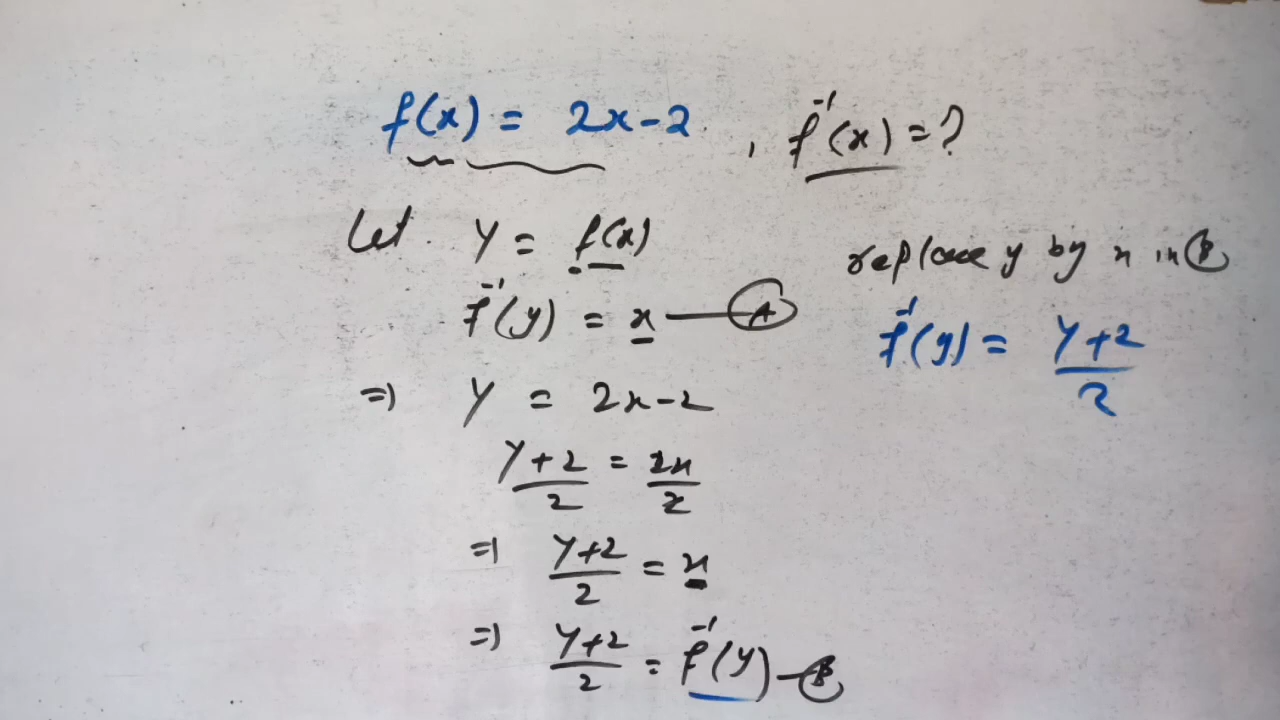 f(x) = 2x-2 , f⁻¹(x) = ?
Let Y = f(x)
f⁻¹(y) = x — A
⇒ Y = 2x-2
Y+2/2 = 2x/2
⇒ Y+2/2 = x
⇒ Y+2/2 = f⁻¹(y) — B
replace y by x in B
f⁻¹(y) = Y+2/2